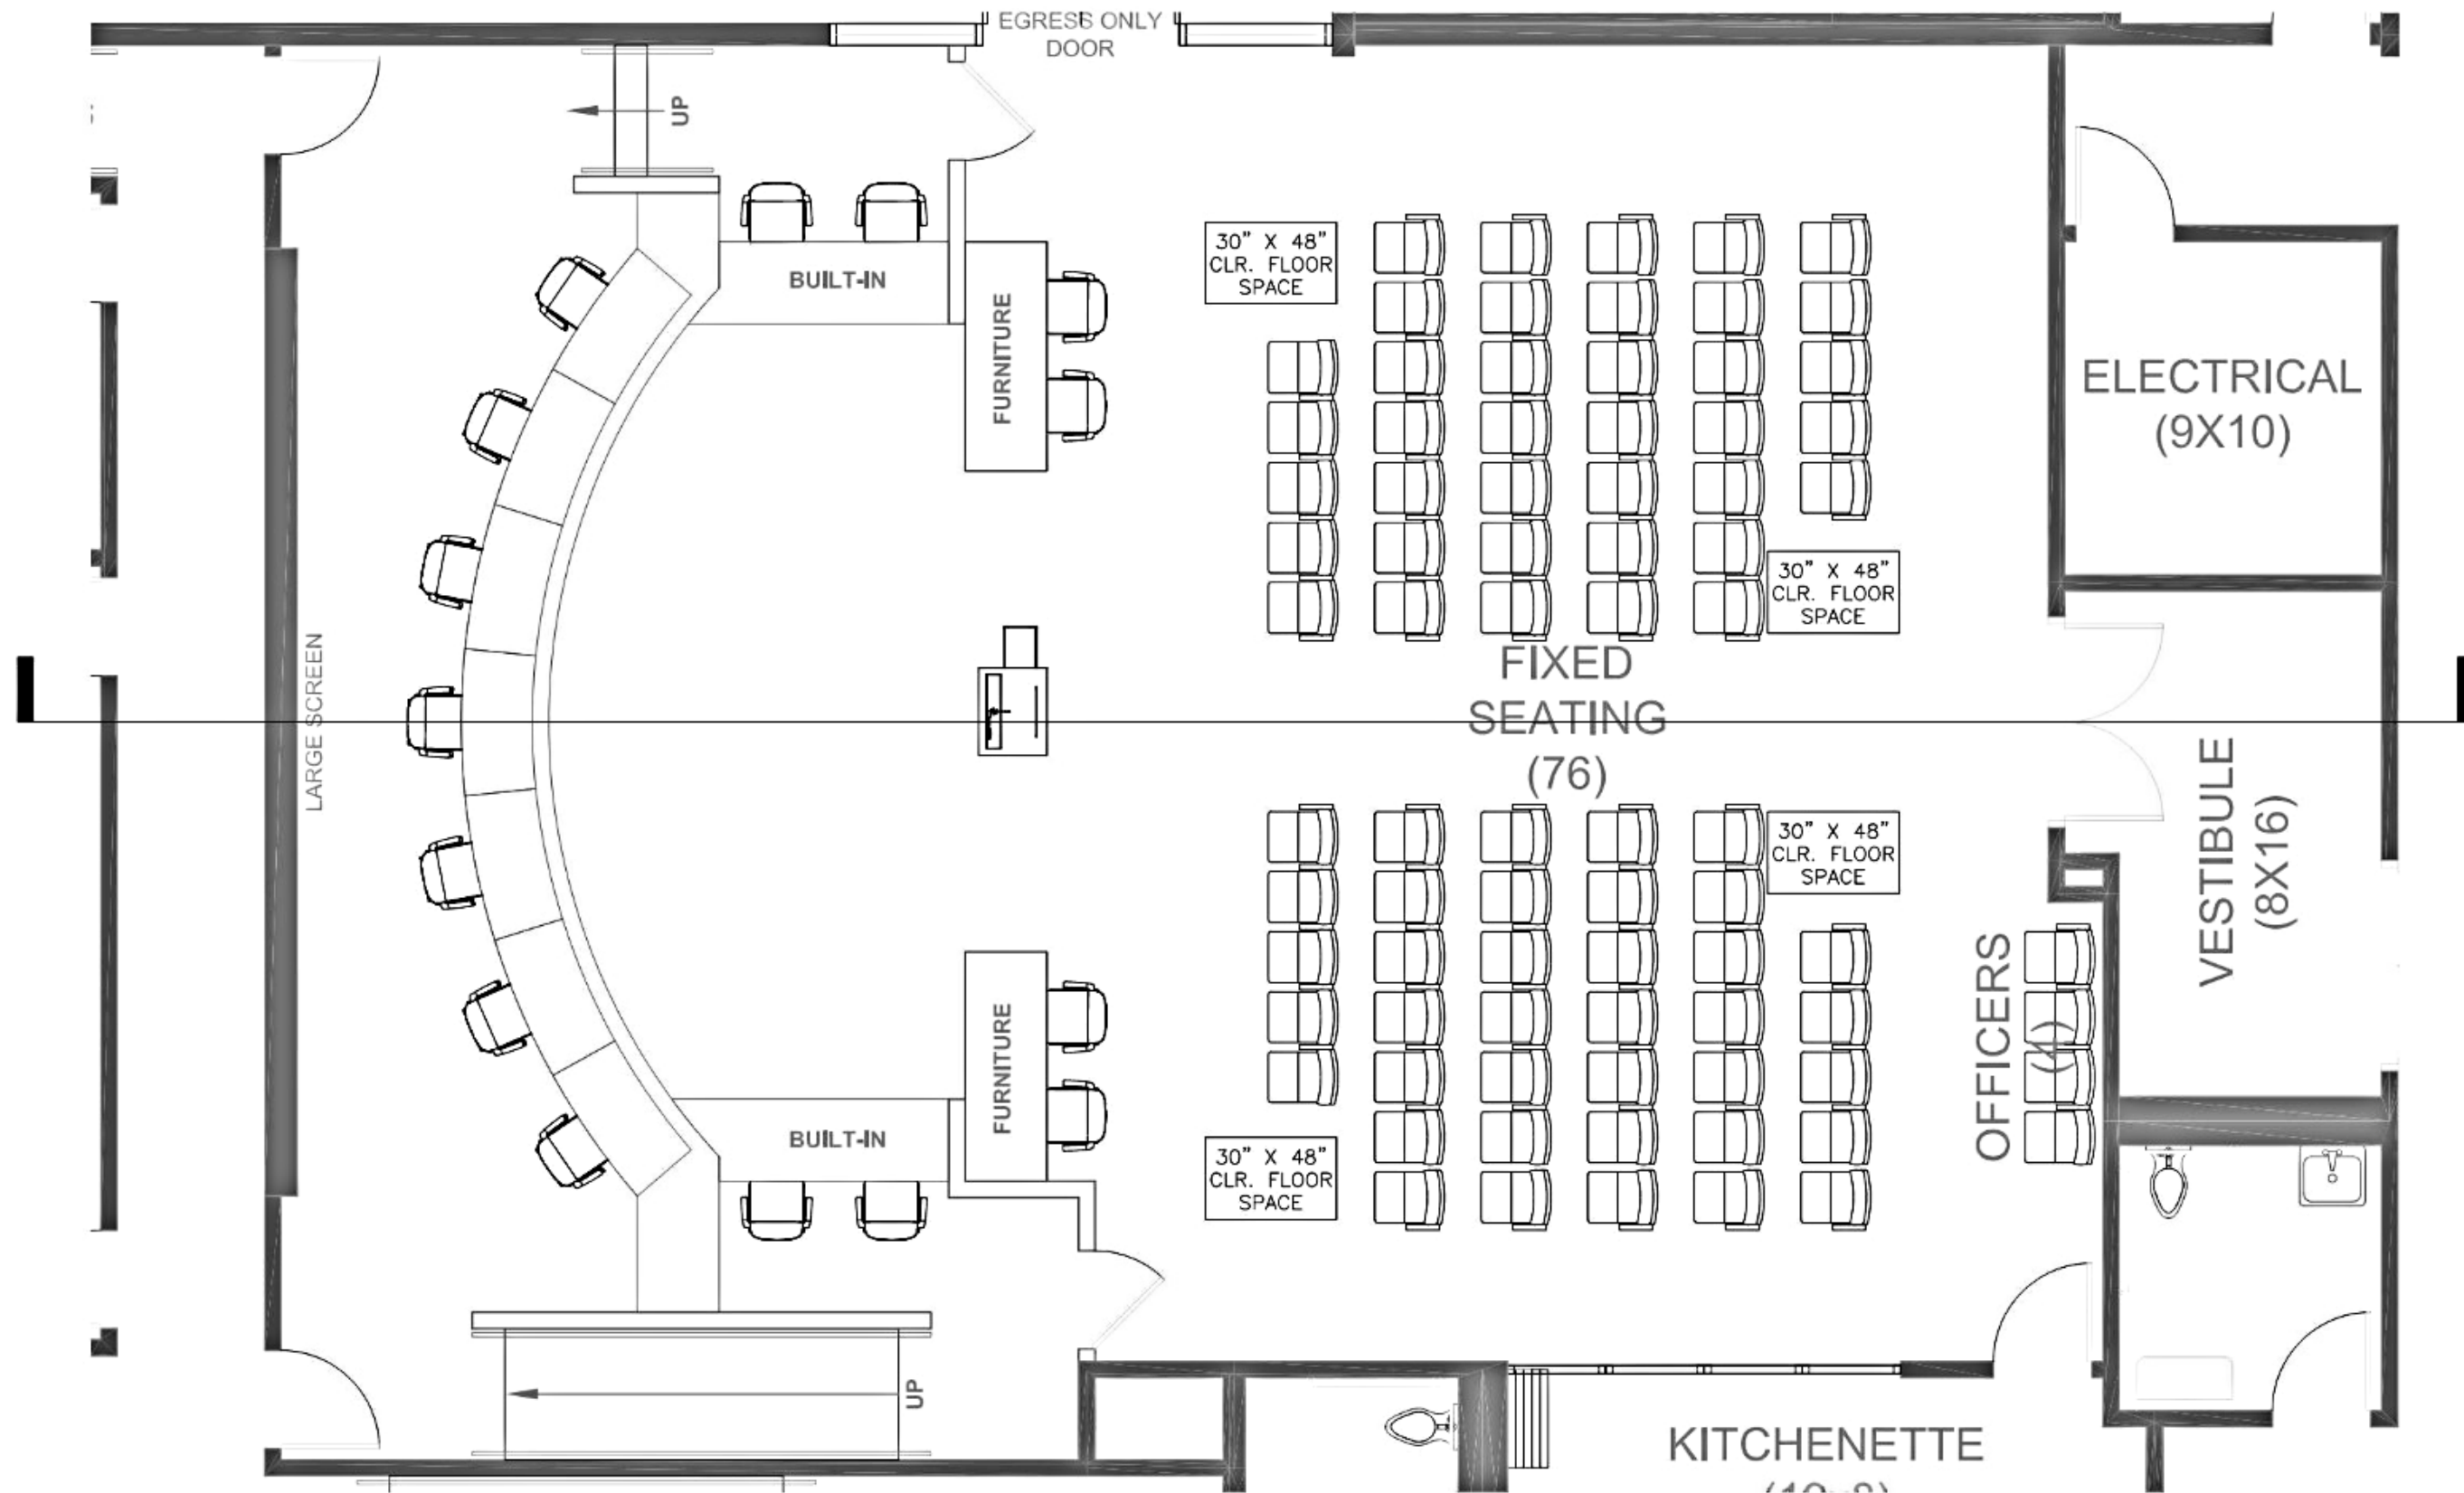 EGRESS ONLY
DOOR
UP
30" X 48"
CLR. FLOOR
SPACE
BUILT-IN
FURNITURE
ELECTRICAL
(9X10)
30" X 48"
CLR. FLOOR
SPACE
LARGE SCREEN
FIXED
SEATING
(76)
VESTIBULE
(8X16)
30" X 48"
CLR. FLOOR
SPACE
OFFICERS
(4)
FURNITURE
BUILT-IN
30" X 48"
CLR. FLOOR
SPACE
UP
KITCHENETTE